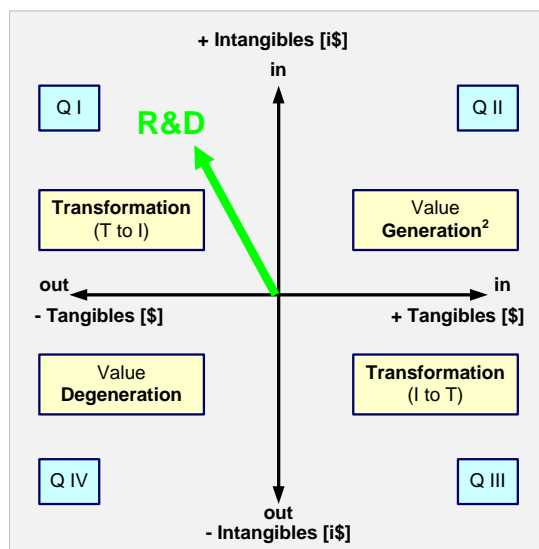 + Intangibles [i$]
in
Q I
Q II
R&D
Transformation
(T to I)
Value
Generation²
out
in
- Tangibles [$]
+ Tangibles [$]
Value
Degeneration
Transformation
(I to T)
Q IV
Q III
out
- Intangibles [i$]